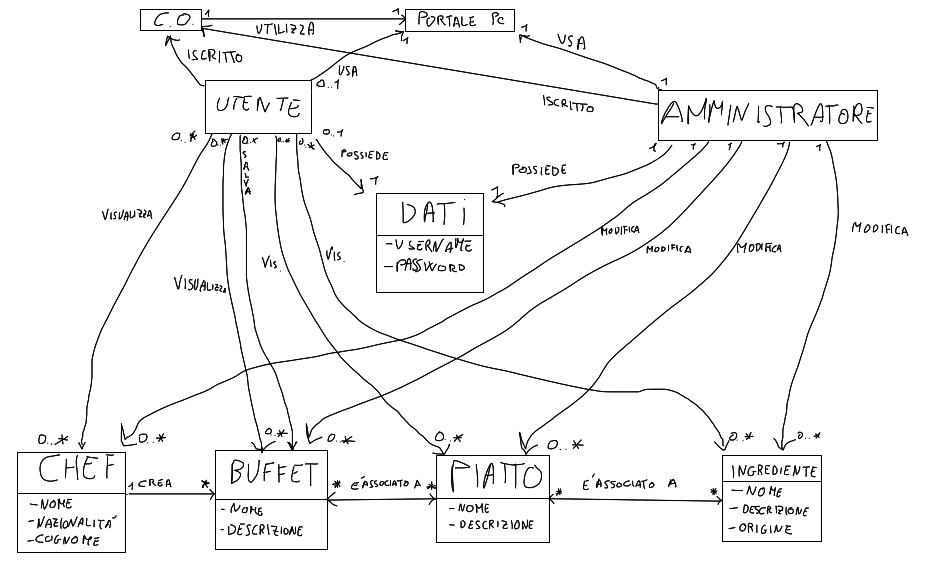 C.O.
1
1
UTILIZZA
PORTALE PC
ISCRITTO
1
USA
1
USA
0..1
1
ISCRITTO
UTENTE
AMMINISTRATORE
0..*
0..*
0..*
0..*
0..*
0..1
SALVA
POSSIEDE
1
1
1
1
1
1
1
POSSIEDE
VISUALIZZA
DATI
-USERNAME
-PASSWORD
MODIFICA
MODIFICA
MODIFICA
MODIFICA
VISUALIZZA
VIS.
VIS.
0..*
0..*
0..*
0..*
0..*
0..*
0..*
0..*
CHEF
-NOME
-NAZIONALITA'
-COGNOME
1 CREA *
BUFFET
-NOME
-DESCRIZIONE
* E'ASSOCIATO A *
PIATTO
-NOME
-DESCRIZIONE
* E'ASSOCIATO A *
INGREDIENTE
-NOME
-DESCRIZIONE
-ORIGINE